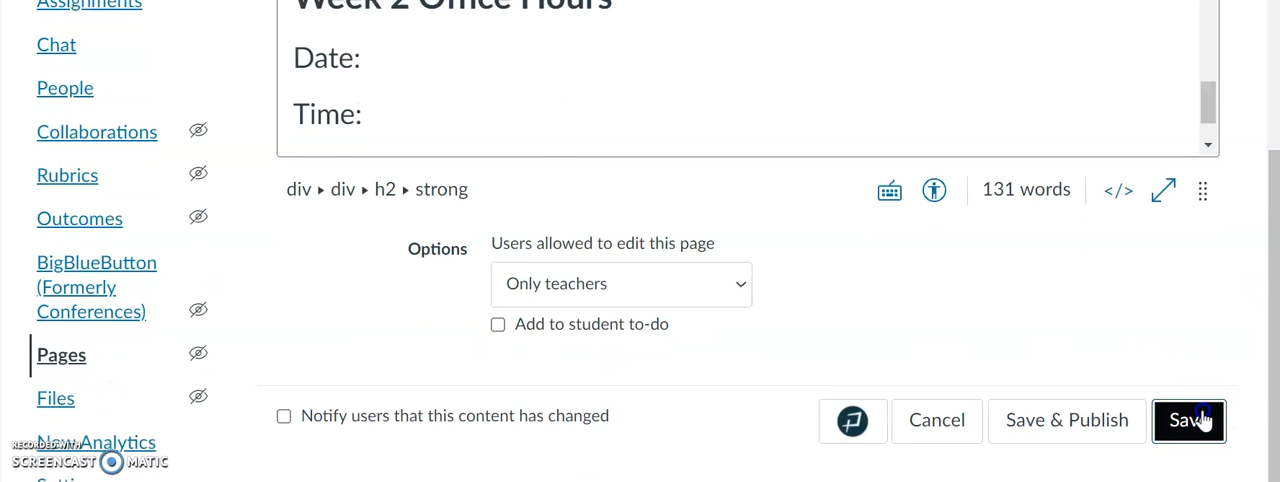 Assignments
Chat
People
Collaborations
Rubrics
Outcomes
BigBlueButton
(Formerly
Conferences)
Pages
Files
New Analytics
RECORDED WITH
SCREENCAST MATIC
Week 2 Office Hours
Date:
Time:
div ▸ div ▸ h2 ▸ strong
131 words
</>
Options
Users allowed to edit this page
Only teachers
Add to student to-do
Notify users that this content has changed
Cancel
Save & Publish
Save